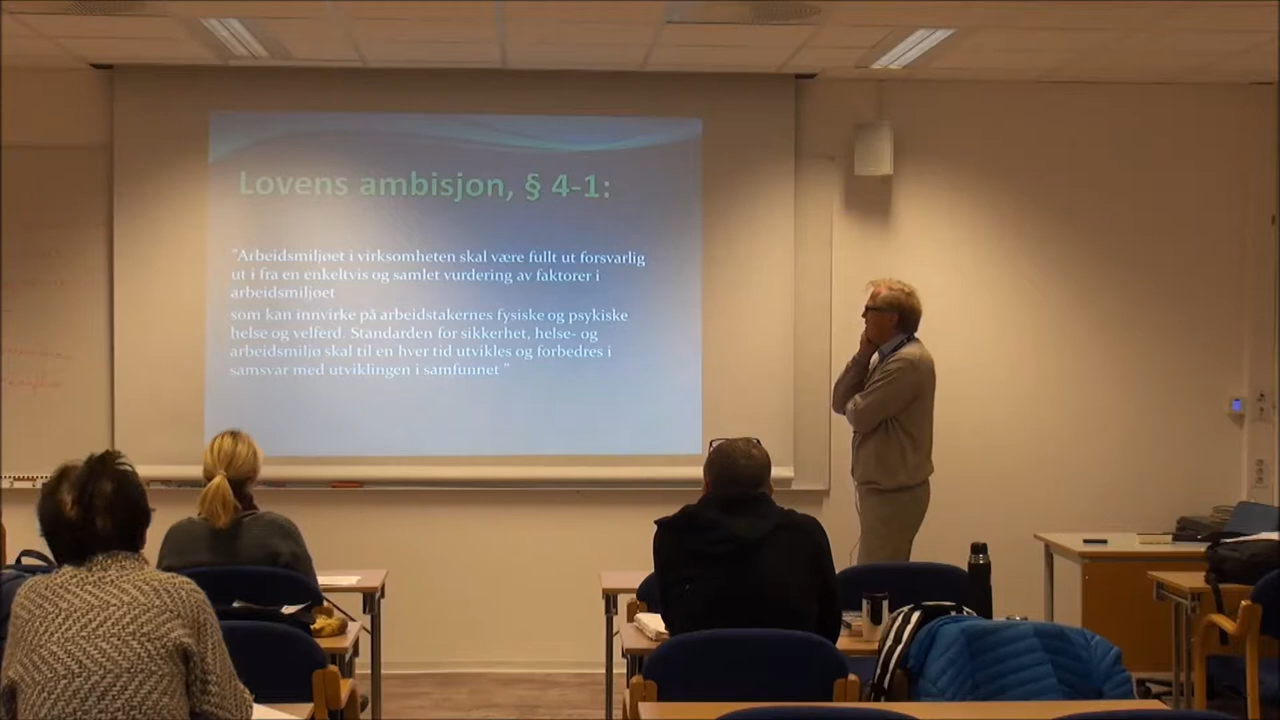 Lovens ambisjon, § 4-1:
"Arbeidsmiljøet i virksomheten skal være fullt ut forsvarlig
ut i fra en enkeltvis og samlet vurdering av faktorer i
arbeidsmiljøet
som kan innvirke på arbeidstakernes fysiske og psykiske
helse og velferd. Standarden for sikkerhet, helse- og
arbeidsmiljø skal til en hver tid utvikles og forbedres i
samsvar med utviklingen i samfunnet "